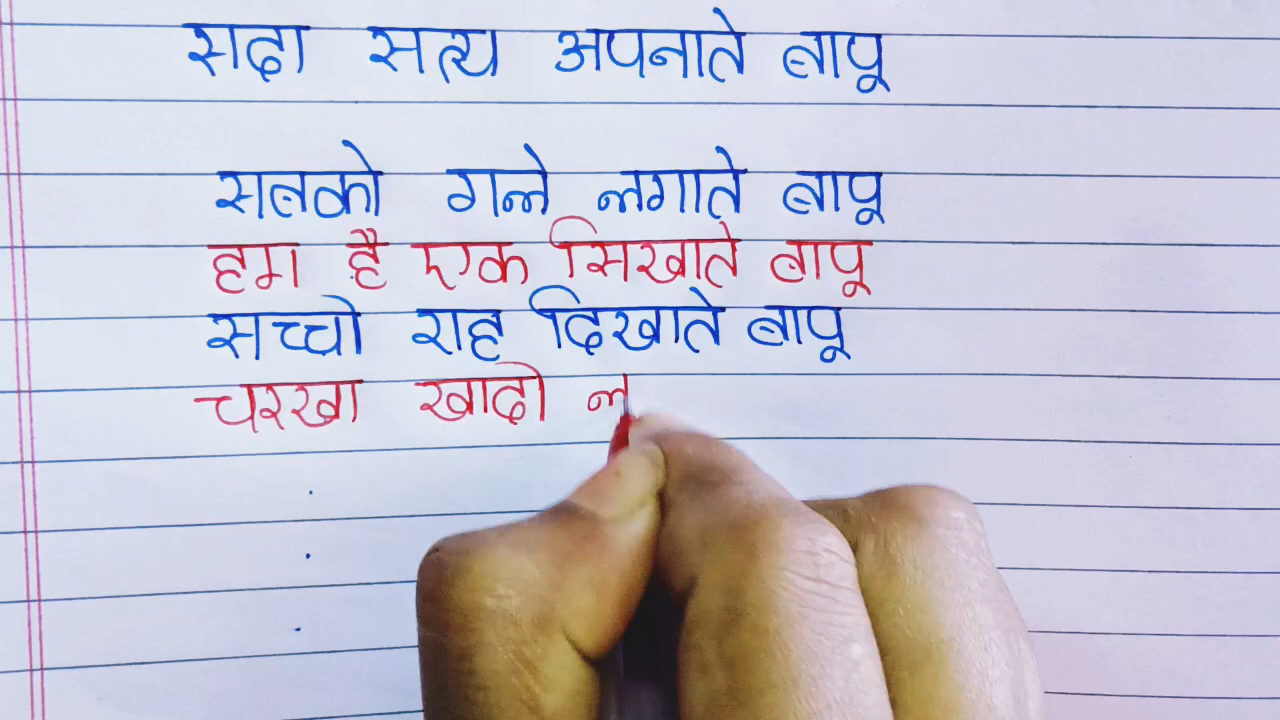 सदा सत्य अपनाते बापू
सबको गले लगाते बापू
हम है एक सिखाते बापू
सच्ची राह दिखाते बापू
चरखा खादी ल